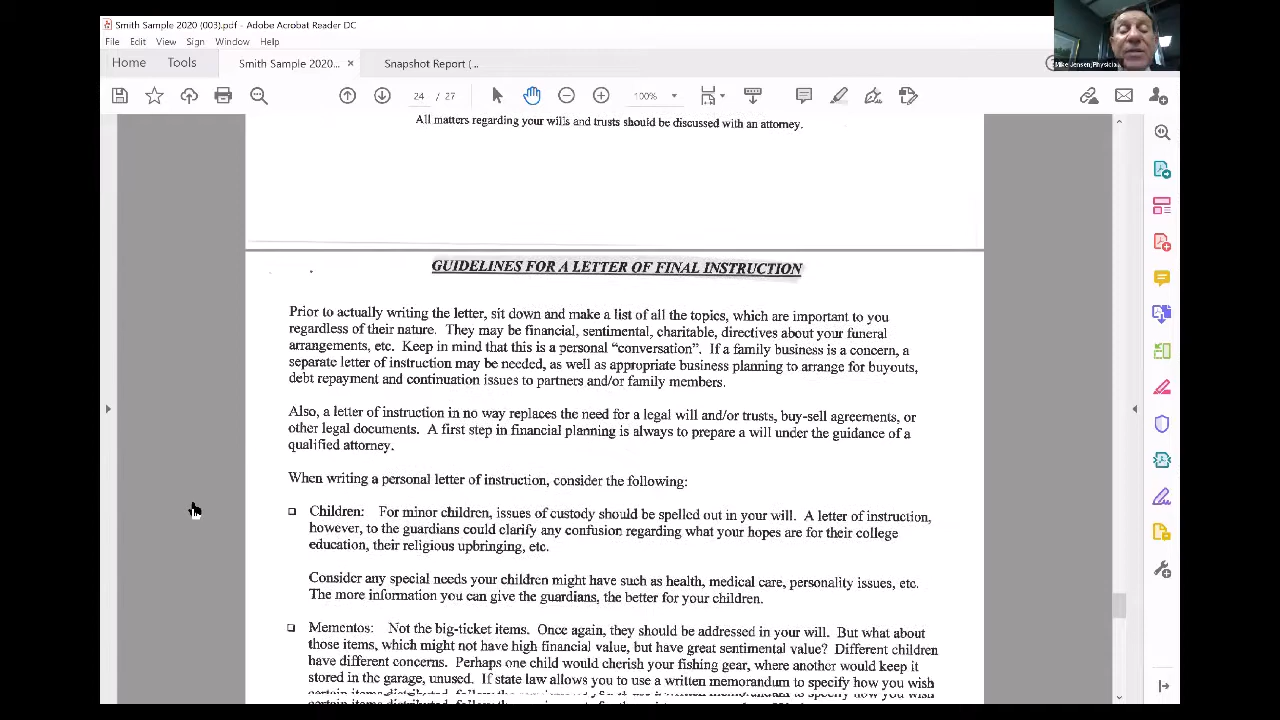 Smith Sample 2020 (003).pdf - Adobe Acrobat Reader DC
File Edit View Sign Window Help
Home Tools Smith Sample 2020... × Snapshot Report (...
24 / 27 100%
Mike Jensen, Physicia
All matters regarding your wills and trusts should be discussed with an attorney.
GUIDELINES FOR A LETTER OF FINAL INSTRUCTION
Prior to actually writing the letter, sit down and make a list of all the topics, which are important to you
regardless of their nature. They may be financial, sentimental, charitable, directives about your funeral
arrangements, etc. Keep in mind that this is a personal “conversation”. If a family business is a concern, a
separate letter of instruction may be needed, as well as appropriate business planning to arrange for buyouts,
debt repayment and continuation issues to partners and/or family members.
Also, a letter of instruction in no way replaces the need for a legal will and/or trusts, buy-sell agreements, or
other legal documents. A first step in financial planning is always to prepare a will under the guidance of a
qualified attorney.
When writing a personal letter of instruction, consider the following:
Children: For minor children, issues of custody should be spelled out in your will. A letter of instruction,
however, to the guardians could clarify any confusion regarding what your hopes are for their college
education, their religious upbringing, etc.
Consider any special needs your children might have such as health, medical care, personality issues, etc.
The more information you can give the guardians, the better for your children.
Mementos: Not the big-ticket items. Once again, they should be addressed in your will. But what about
those items, which might not have high financial value, but have great sentimental value? Different children
have different concerns. Perhaps one child would cherish your fishing gear, where another would keep it
stored in the garage, unused. If state law allows you to use a written memorandum to specify how you wish